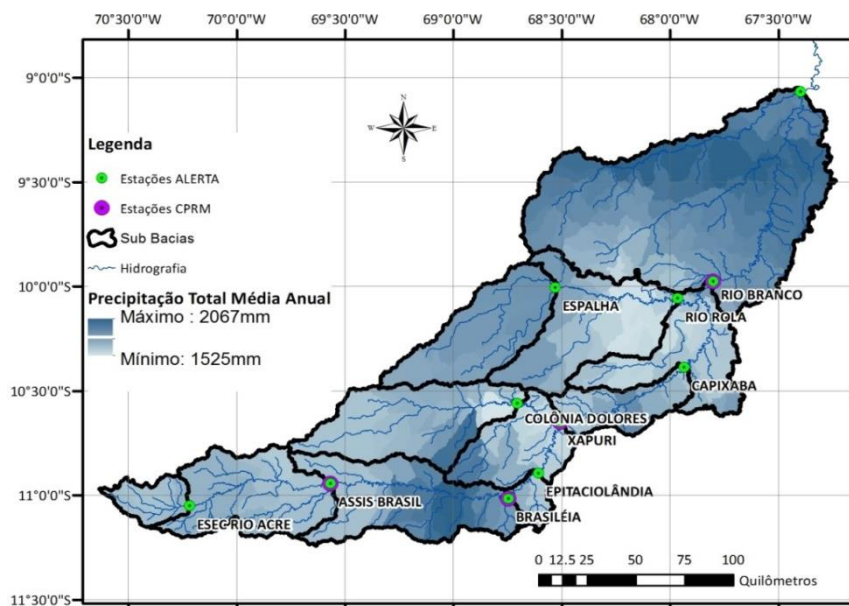 70°30'0"S 70°0'0"S 69°30'0"S 69°0'0"S 68°30'0"S 68°0'0"S 67°30'0"S
9°0'0"S
9°30'0"S
10°0'0"S
10°30'0"S
11°0'0"S
11°30'0"S
N
W E
S
Legenda
Estações ALERTA
Estações CPRM
Sub Bacias
Hidrografia
Precipitação Total Média Anual
Máximo : 2067mm
Mínimo: 1525mm
ESPALHA
RIO BRANCO
RIO ROLA
CAPIXABA
COLÔNIA DOLORES
XAPURI
EPITACIOLÂNDIA
BRASILÉIA
ASSIS BRASIL
ESEC RIO ACRE
0 12.5 25 50 75 100
Quilômetros